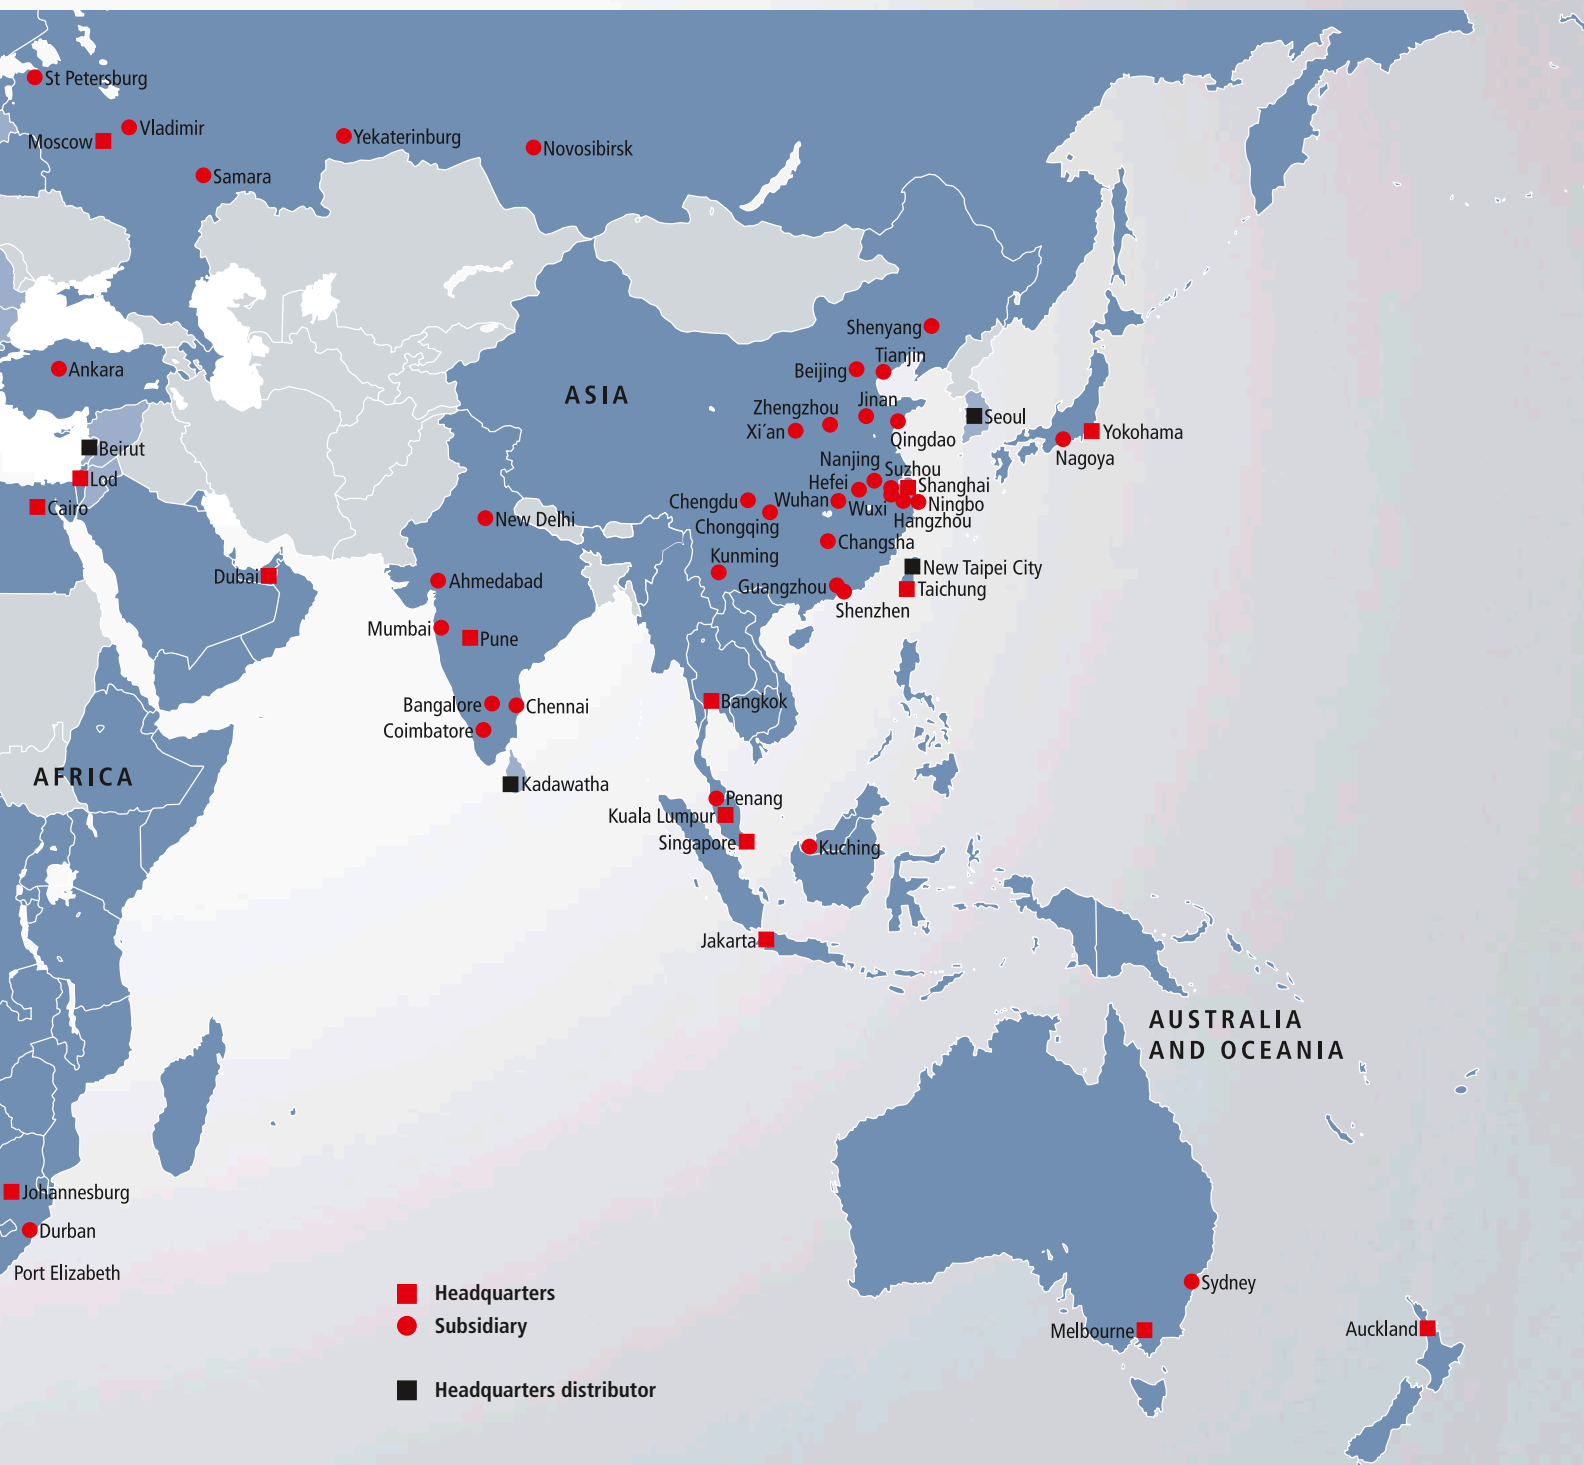 St Petersburg
Vladimir
Moscow
Yekaterinburg
Novosibirsk
Samara
Shenyang
Tianjin
Ankara
Beijing
ASIA
Jinan
Zhengzhou
Seoul
Xi´an
Qingdao
Yokohama
Beirut
Nagoya
Nanjing
Suzhou
Lod
Hefei
Shanghai
Chengdu
Wuhan
Wuxi
Ningbo
Cairo
New Delhi
Chongqing
Hangzhou
Changsha
Kunming
New Taipei City
Dubai
Ahmedabad
Guangzhou
Taichung
Shenzhen
Mumbai
Pune
Bangkok
Bangalore
Chennai
Coimbatore
AFRICA
Kadawatha
Penang
Kuala Lumpur
Singapore
Kuching
Jakarta
AUSTRALIA
AND OCEANIA
Johannesburg
Durban
Port Elizabeth
Sydney
Headquarters
Subsidiary
Melbourne
Auckland
Headquarters distributor